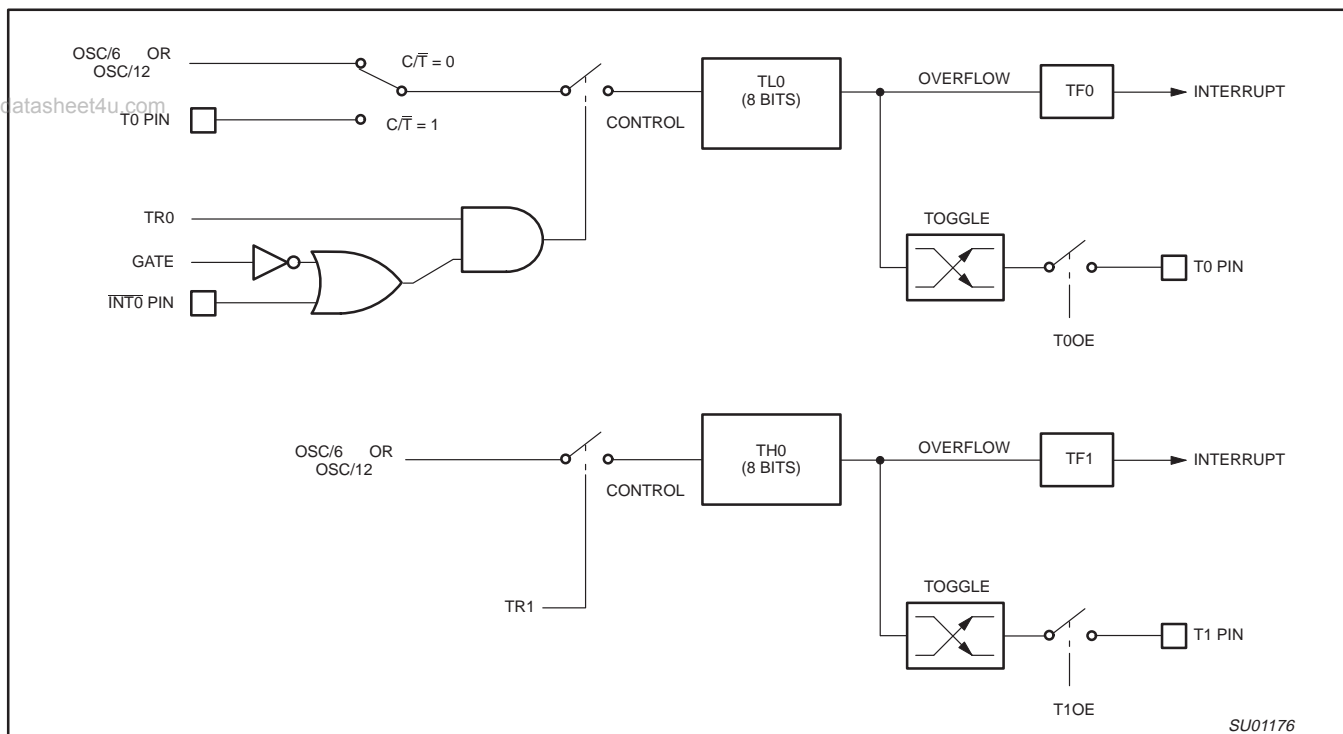 OSC/6 OR
OSC/12
C/T̅ = 0
datasheet4u.com
T0 PIN
C/T̅ = 1
CONTROL
TL0
(8 BITS)
OVERFLOW
TF0
INTERRUPT
TR0
GATE
I̅N̅T̅0̅ PIN
TOGGLE
T0 PIN
T0OE
OSC/6 OR
OSC/12
CONTROL
TH0
(8 BITS)
OVERFLOW
TF1
INTERRUPT
TR1
TOGGLE
T1 PIN
T1OE
SU01176